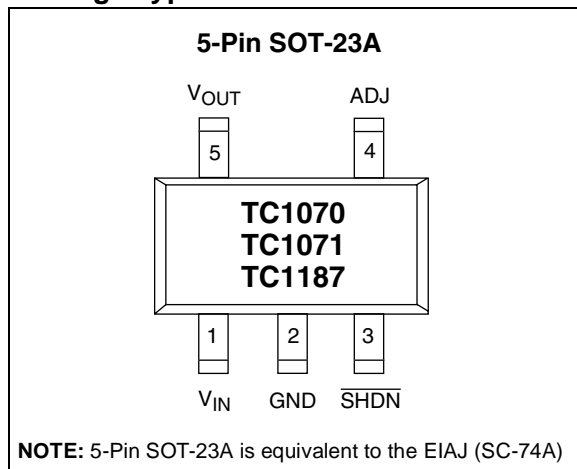 5-Pin SOT-23A
VOUT ADJ
5 4
TC1070
TC1071
TC1187
1 2 3
VIN GND SHDN
NOTE: 5-Pin SOT-23A is equivalent to the EIAJ (SC-74A)